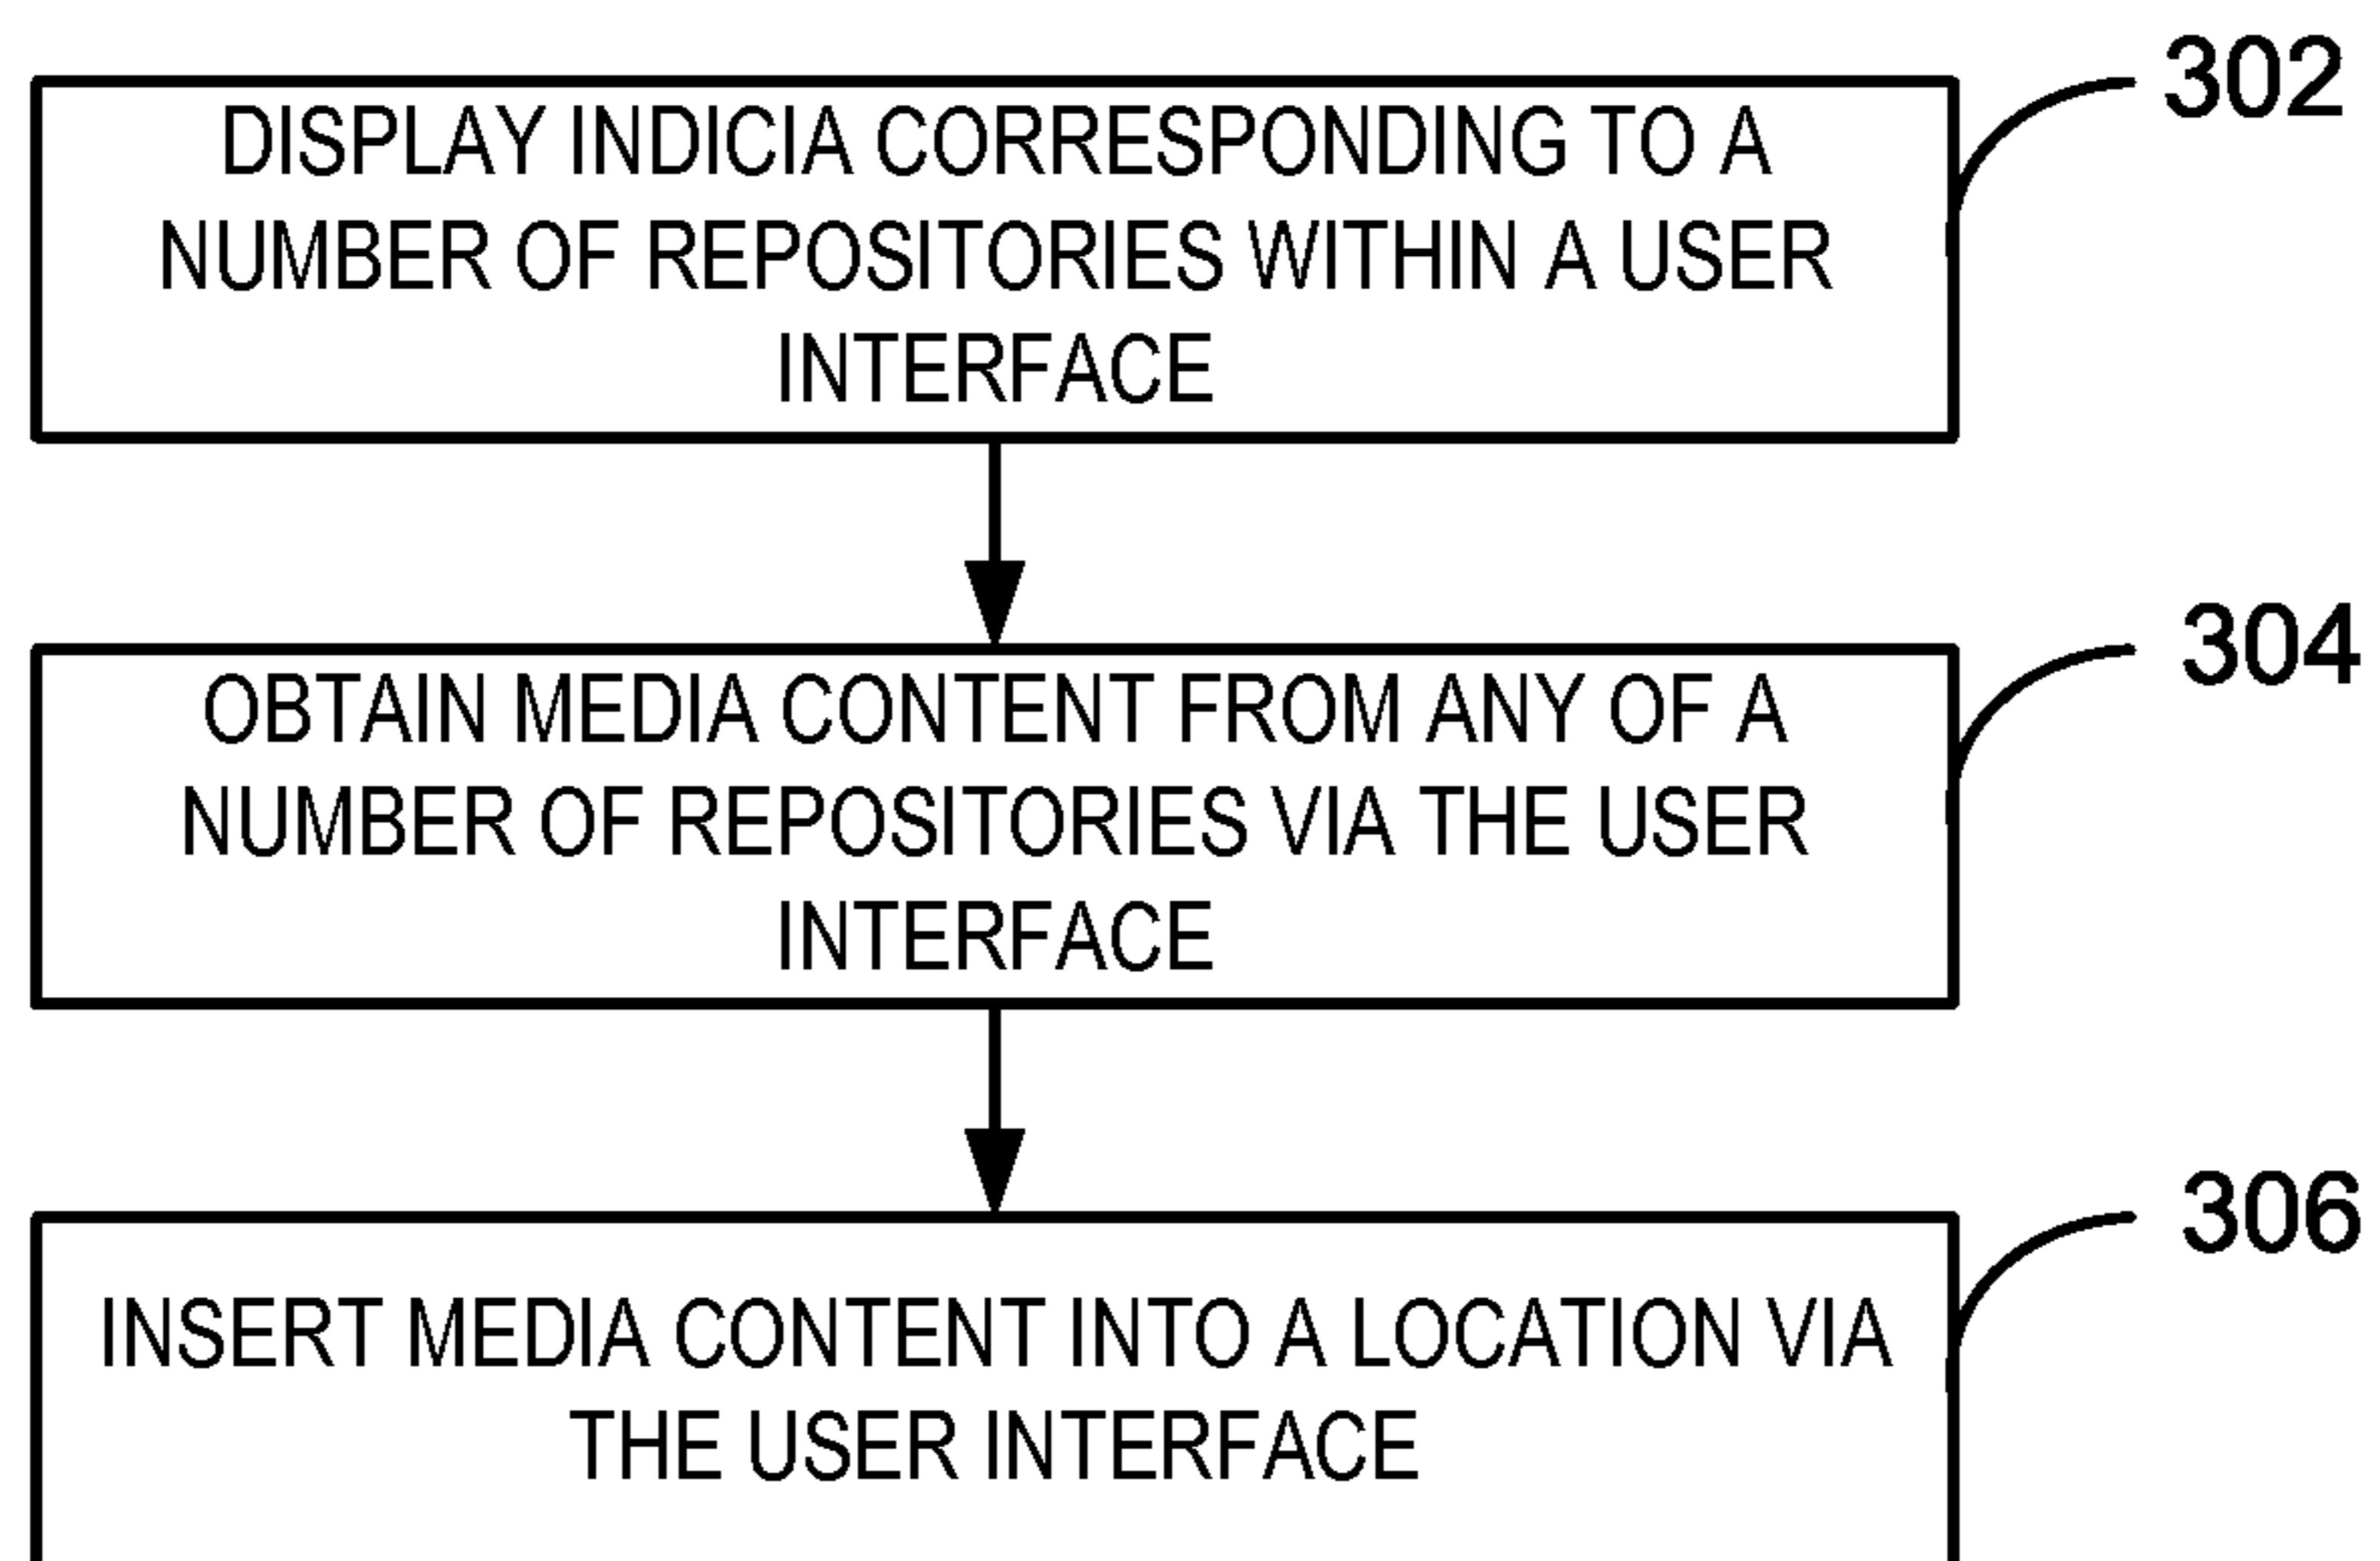 302
DISPLAY INDICIA CORRESPONDING TO A
NUMBER OF REPOSITORIES WITHIN A USER
INTERFACE
304
OBTAIN MEDIA CONTENT FROM ANY OF A
NUMBER OF REPOSITORIES VIA THE USER
INTERFACE
306
INSERT MEDIA CONTENT INTO A LOCATION VIA
THE USER INTERFACE